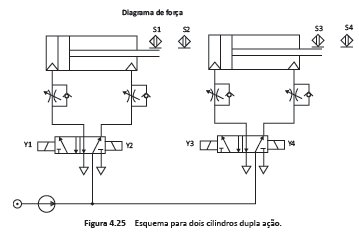 Diagrama de força
S1 S2 S3 S4
Y1 Y2 Y3 Y4
Figura 4.25 Esquema para dois cilindros dupla ação.